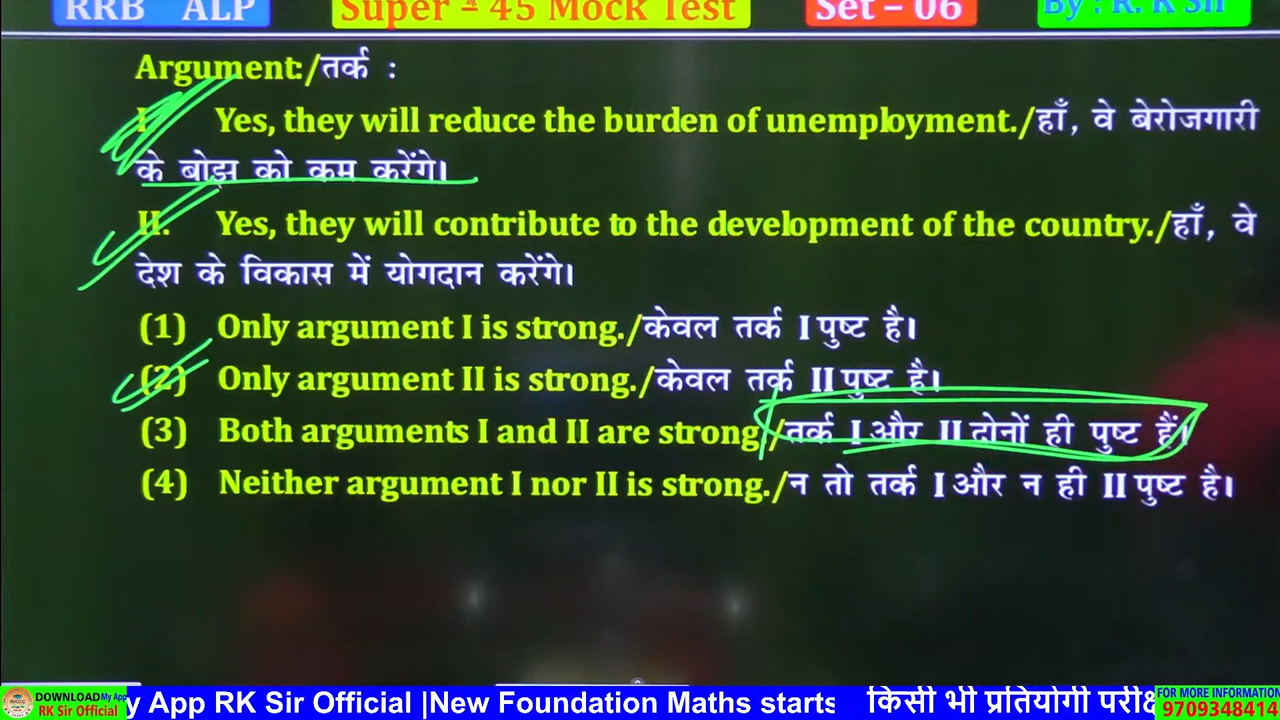 RRB ALP Super - 45 Mock Test Set – 06 By : R. K Sir
Argument:/तर्क :
I. Yes, they will reduce the burden of unemployment./हाँ, वे बेरोजगारी
के बोझ को कम करेंगे।
II. Yes, they will contribute to the development of the country./हाँ, वे
देश के विकास में योगदान करेंगे।
(1) Only argument I is strong./केवल तर्क I पुष्ट है।
(2) Only argument II is strong./केवल तर्क II पुष्ट है।
(3) Both arguments I and II are strong./तर्क I और II दोनों ही पुष्ट हैं।
(4) Neither argument I nor II is strong./न तो तर्क I और न ही II पुष्ट है।
DOWNLOAD My App
RK Sir Official
y App RK Sir Official |New Foundation Maths starts किसी भी प्रतियोगी
FOR MORE INFORMATION
9709348414